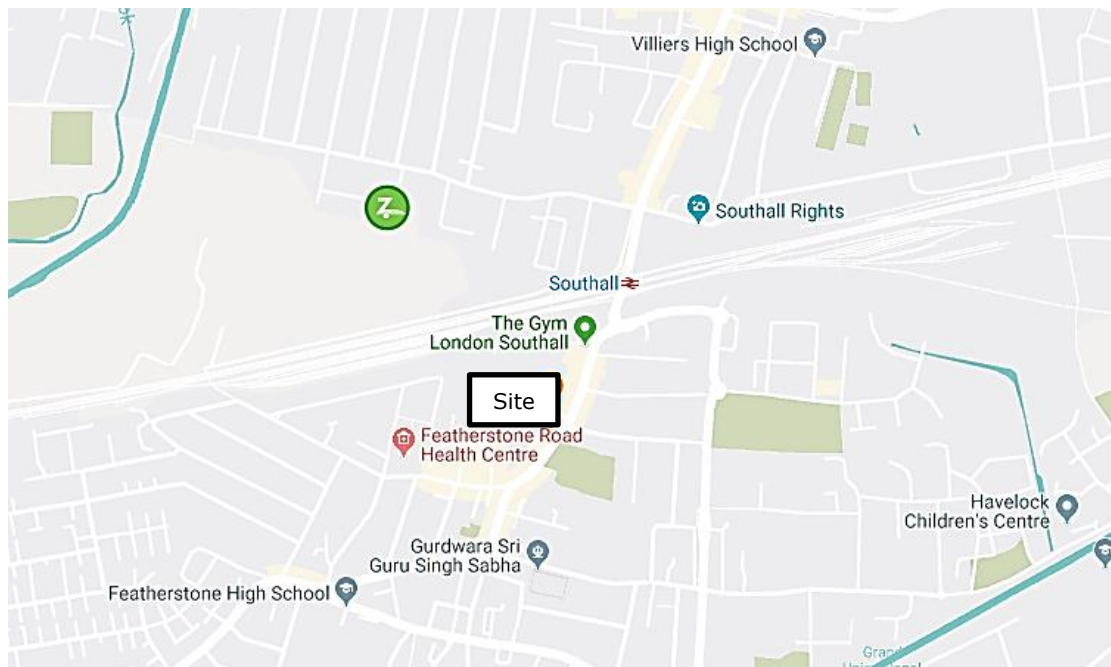 Villiers High School
Southall Rights
Southall
The Gym
London Southall
Site
Featherstone Road
Health Centre
Havelock
Children's Centre
Gurdwara Sri
Guru Singh Sabha
Featherstone High School